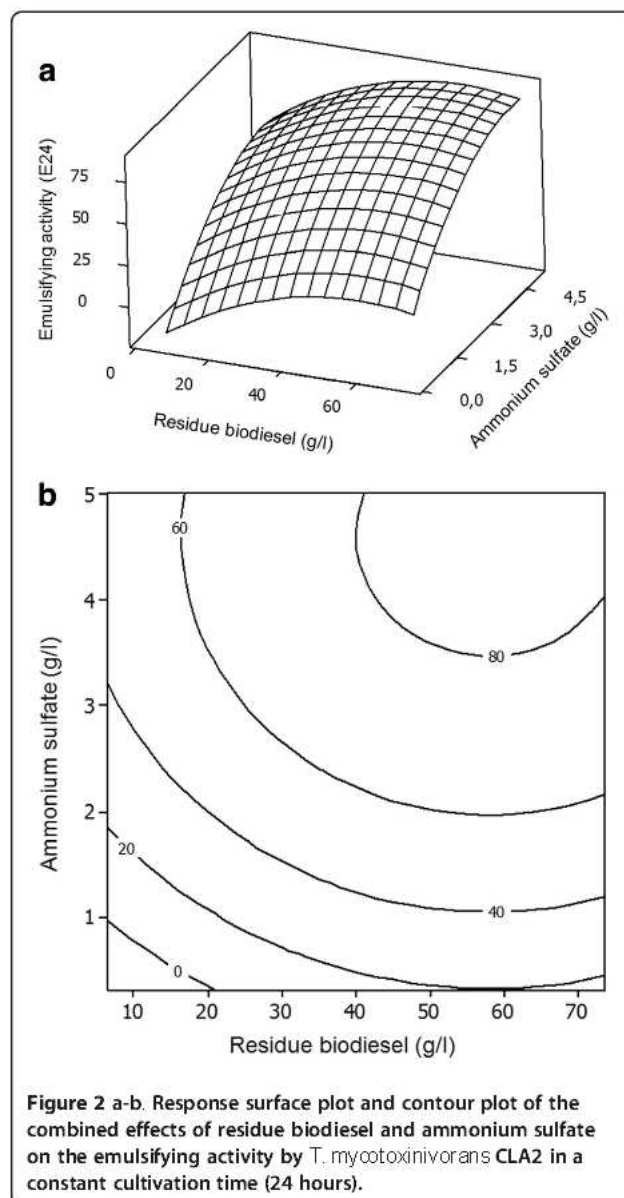 a
Emulsifying activity (E24)
75
50
25
0
0
20
40
60
Residue biodiesel (g/l)
0,0
1,5
3,0
4,5
Ammonium sulfate (g/l)
b
Ammonium sulfate (g/l)
5
4
3
2
1
60
80
20
40
0
10 20 30 40 50 60 70
Residue biodiesel (g/l)
Figure 2 a-b. Response surface plot and contour plot of the
combined effects of residue biodiesel and ammonium sulfate
on the emulsifying activity by T. mycotoxinivorans CLA2 in a
constant cultivation time (24 hours).